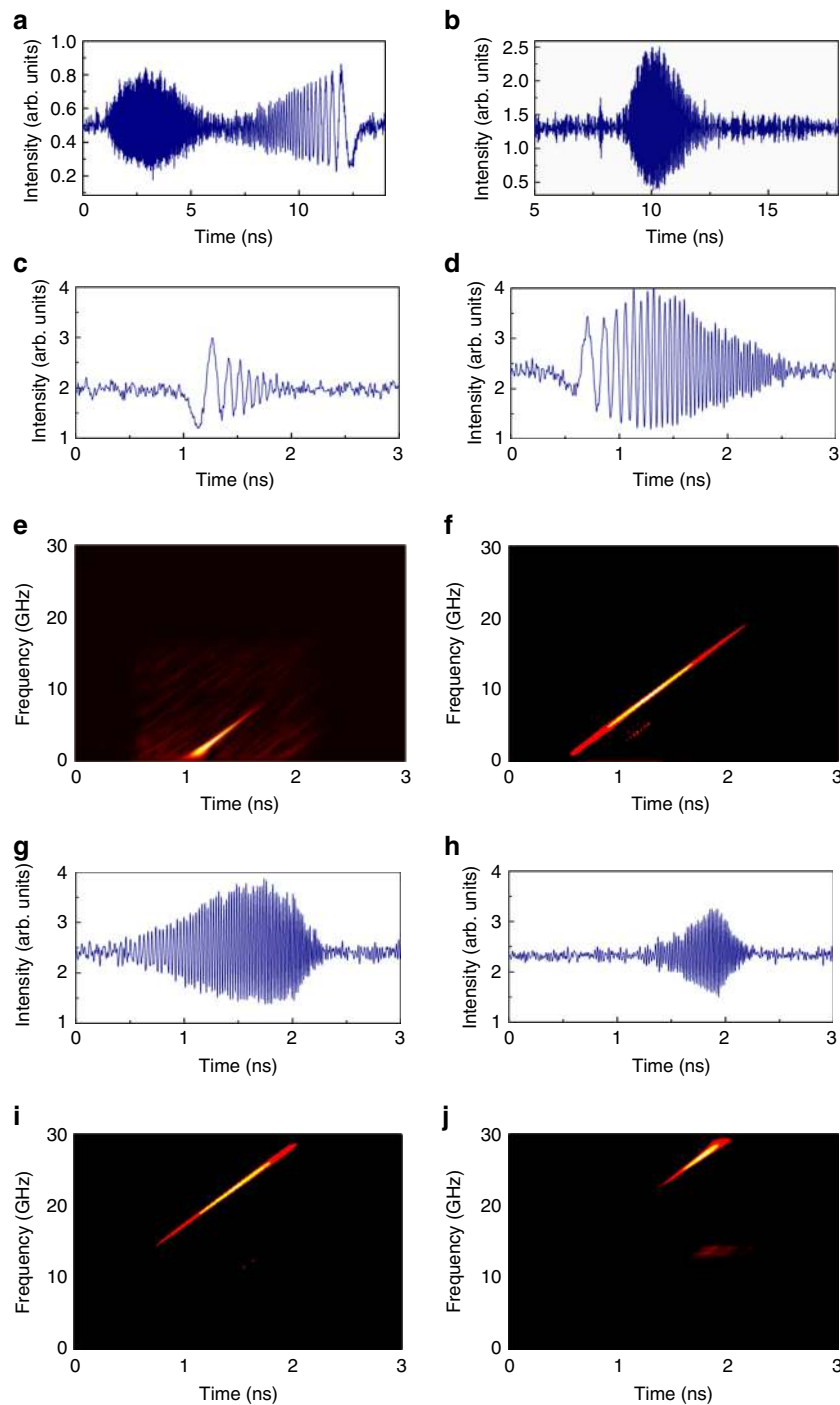 a
b
1.0
0.8
0.6
0.4
0.2
0
5
10
Intensity (arb. units)
Time (ns)
2.5
2.0
1.5
1.0
0.5
5
10
15
Intensity (arb. units)
Time (ns)
c
d
4
3
2
1
0
1
2
3
Intensity (arb. units)
Time (ns)
4
3
2
1
0
1
2
3
Intensity (arb. units)
Time (ns)
e
f
30
20
10
0
0
1
2
3
Frequency (GHz)
Time (ns)
30
20
10
0
0
1
2
3
Frequency (GHz)
Time (ns)
g
h
4
3
2
1
0
1
2
3
Intensity (arb. units)
Time (ns)
4
3
2
1
0
1
2
3
Intensity (arb. units)
Time (ns)
i
j
30
20
10
0
0
1
2
3
Frequency (GHz)
Time (ns)
30
20
10
0
0
1
2
3
Frequency (GHz)
Time (ns)